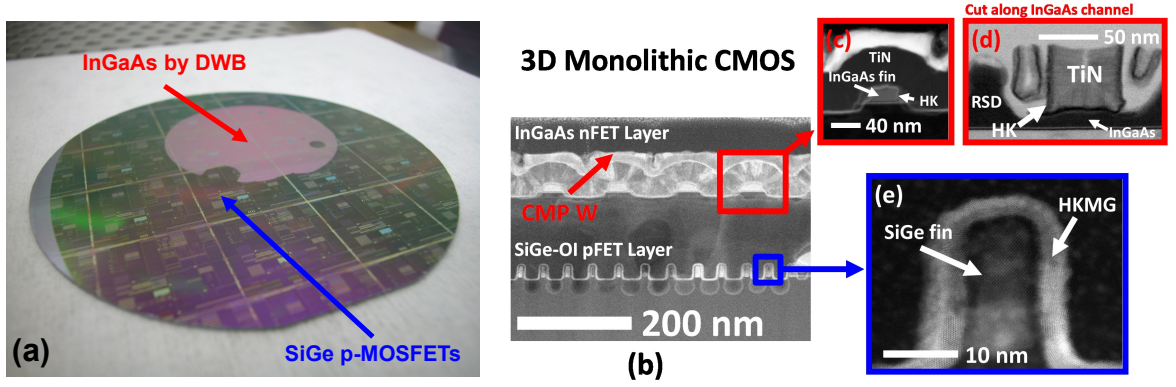 InGaAs by DWB
SiGe p-MOSFETs
(a)
3D Monolithic CMOS
InGaAs nFET Layer
CMP W
SiGe-OI pFET Layer
200 nm
(b)
(c)
TiN
InGaAs fin
HK
40 nm
Cut along InGaAs channel
(d)
50 nm
TiN
RSD
HK
InGaAs
(e)
HKMG
SiGe fin
10 nm